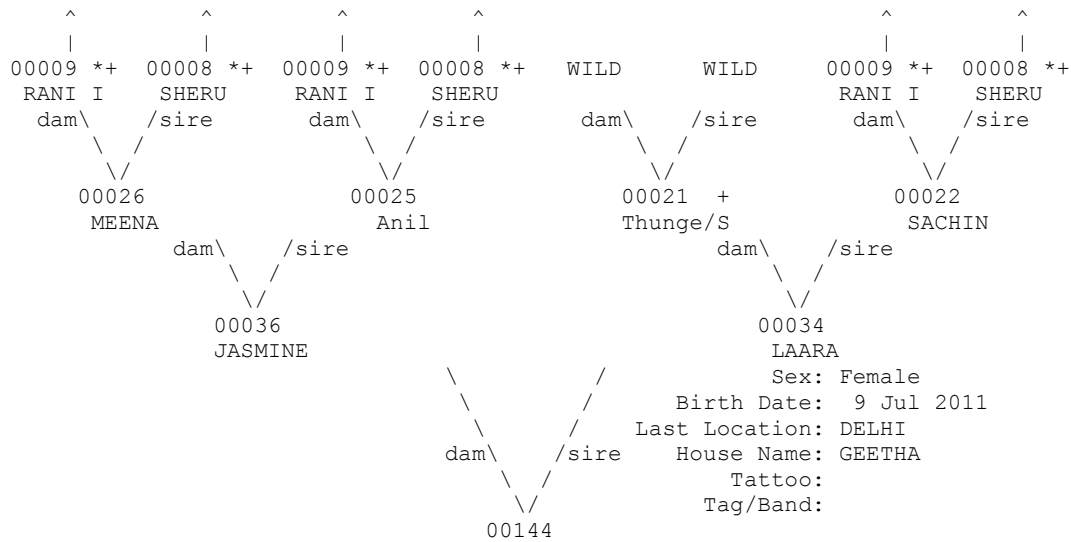 ^ ^ ^ ^ ^ ^
| | | | | |
00009 *+ 00008 *+ 00009 *+ 00008 *+ WILD WILD 00009 *+ 00008 *+
RANI I SHERU RANI I SHERU RANI I SHERU
dam\ /sire dam\ /sire dam\ /sire dam\ /sire
\ / \ / \ / \ /
\/ \/ \/ \/
00026 00025 00021 + 00022
MEENA Anil Thunge/S SACHIN
dam\ /sire dam\ /sire
\ / \ /
\/ \/
00036 00034
JASMINE LAARA
\ / Sex: Female
\ / Birth Date: 9 Jul 2011
\ / Last Location: DELHI
dam\ /sire House Name: GEETHA
\ / Tattoo:
\/ Tag/Band:
00144